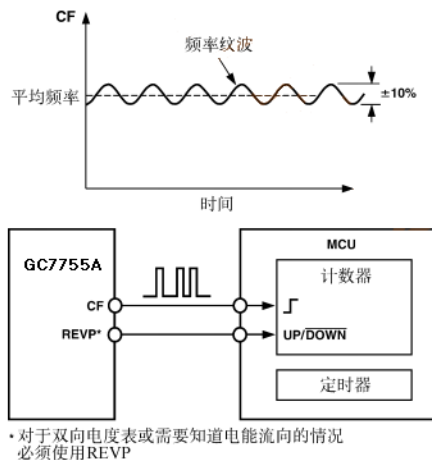 CF
频率纹波
平均频率
±10%
时间
GC7755A
MCU
计数器
CF
REVP*
UP/DOWN
定时器
·对于双向电度表或需要知道电能流向的情况
必须使用REVP